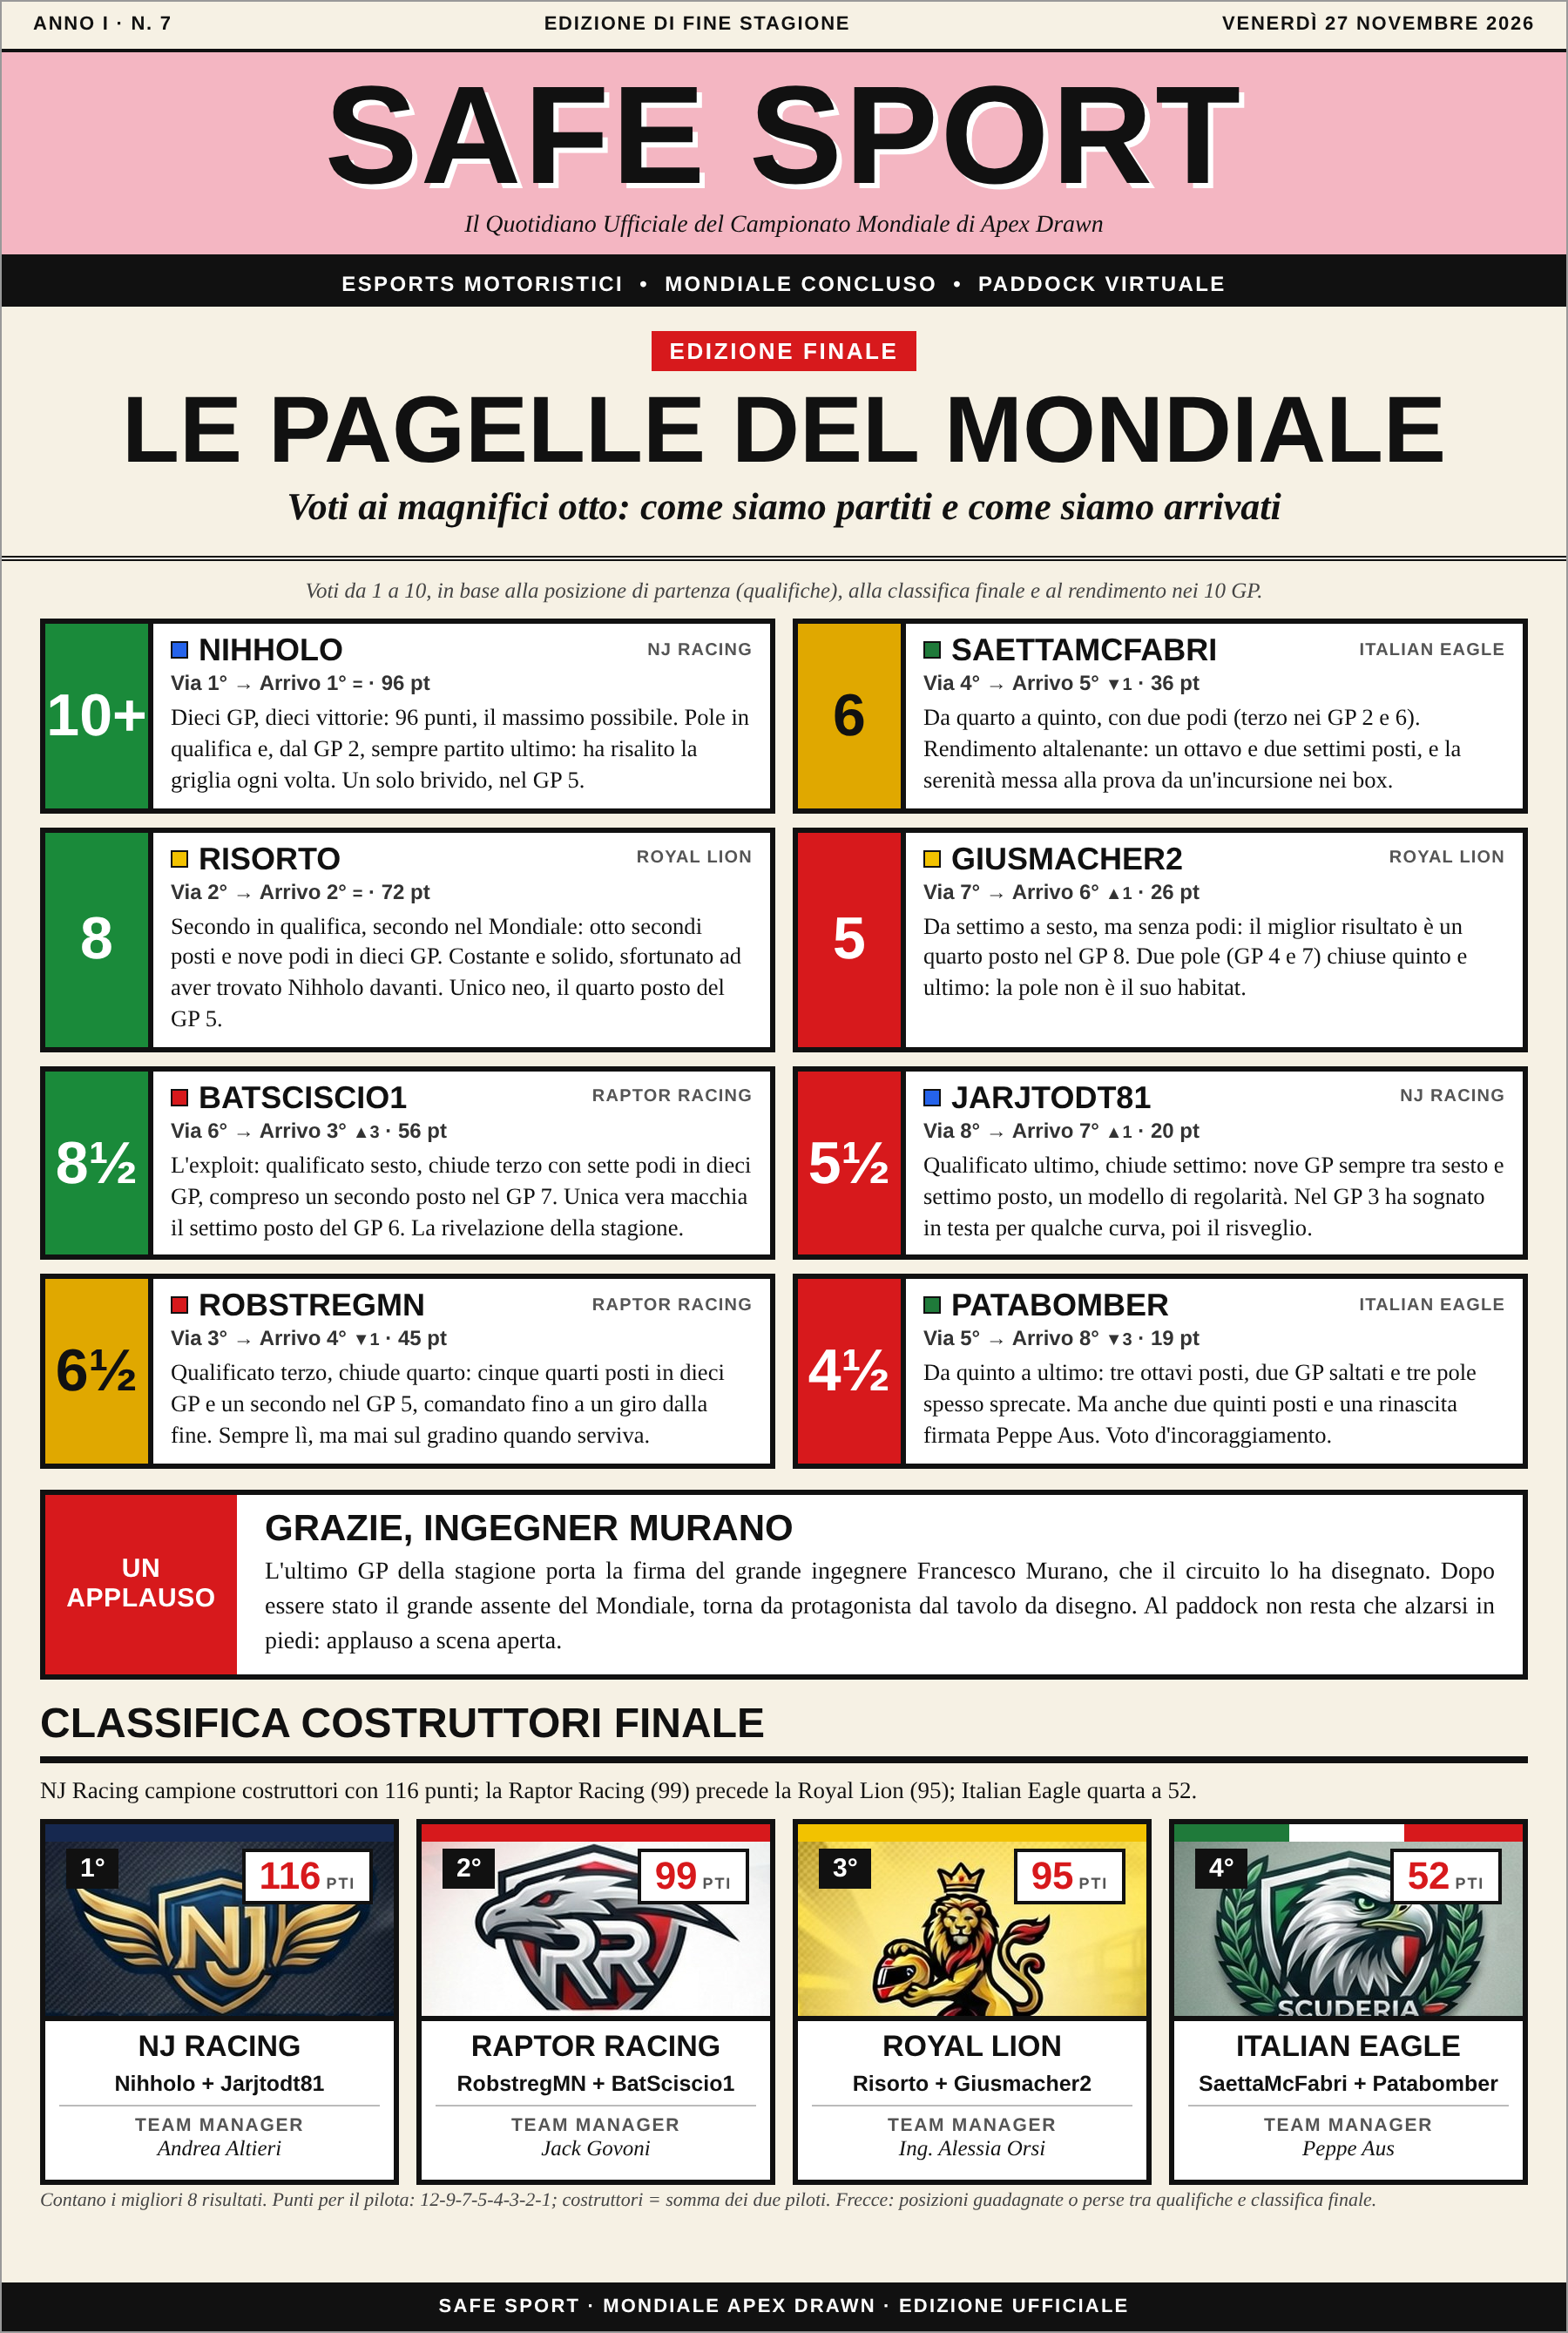 ANNO I · N. 7
EDIZIONE DI FINE STAGIONE
VENERDÌ 27 NOVEMBRE 2026
SAFE SPORT
Il Quotidiano Ufficiale del Campionato Mondiale di Apex Drawn
ESPORTS MOTORISTICI • MONDIALE CONCLUSO • PADDOCK VIRTUALE
EDIZIONE FINALE
LE PAGELLE DEL MONDIALE
Voti ai magnifici otto: come siamo partiti e come siamo arrivati
Voti da 1 a 10, in base alla posizione di partenza (qualifiche), alla classifica finale e al rendimento nei 10 GP.
10+
NIHHOLO
NJ RACING
Via 1° → Arrivo 1° = · 96 pt
Dieci GP, dieci vittorie: 96 punti, il massimo possibile. Pole in
qualifica e, dal GP 2, sempre partito ultimo: ha risalito la
griglia ogni volta. Un solo brivido, nel GP 5.
6
SAETTAMCFABRI
ITALIAN EAGLE
Via 4° → Arrivo 5° ▼1 · 36 pt
Da quarto a quinto, con due podi (terzo nei GP 2 e 6).
Rendimento altalenante: un ottavo e due settimi posti, e la
serenità messa alla prova da un'incursione nei box.
8
RISORTO
ROYAL LION
Via 2° → Arrivo 2° = · 72 pt
Secondo in qualifica, secondo nel Mondiale: otto secondi
posti e nove podi in dieci GP. Costante e solido, sfortunato ad
aver trovato Nihholo davanti. Unico neo, il quarto posto del
GP 5.
5
GIUSMACHER2
ROYAL LION
Via 7° → Arrivo 6° ▲1 · 26 pt
Da settimo a sesto, ma senza podi: il miglior risultato è un
quarto posto nel GP 8. Due pole (GP 4 e 7) chiuse quinto e
ultimo: la pole non è il suo habitat.
8½
BATSCISCIO1
RAPTOR RACING
Via 6° → Arrivo 3° ▲3 · 56 pt
L'exploit: qualificato sesto, chiude terzo con sette podi in dieci
GP, compreso un secondo posto nel GP 7. Unica vera macchia
il settimo posto del GP 6. La rivelazione della stagione.
5½
JARJTODT81
NJ RACING
Via 8° → Arrivo 7° ▲1 · 20 pt
Qualificato ultimo, chiude settimo: nove GP sempre tra sesto e
settimo posto, un modello di regolarità. Nel GP 3 ha sognato
in testa per qualche curva, poi il risveglio.
6½
ROBSTREGMN
RAPTOR RACING
Via 3° → Arrivo 4° ▼1 · 45 pt
Qualificato terzo, chiude quarto: cinque quarti posti in dieci
GP e un secondo nel GP 5, comandato fino a un giro dalla
fine. Sempre lì, ma mai sul gradino quando serviva.
4½
PATABOMBER
ITALIAN EAGLE
Via 5° → Arrivo 8° ▼3 · 19 pt
Da quinto a ultimo: tre ottavi posti, due GP saltati e tre pole
spesso sprecate. Ma anche due quinti posti e una rinascita
firmata Peppe Aus. Voto d'incoraggiamento.
UN
APPLAUSO
GRAZIE, INGEGNER MURANO
L'ultimo GP della stagione porta la firma del grande ingegnere Francesco Murano, che il circuito lo ha disegnato. Dopo
essere stato il grande assente del Mondiale, torna da protagonista dal tavolo da disegno. Al paddock non resta che alzarsi in
piedi: applauso a scena aperta.
CLASSIFICA COSTRUTTORI FINALE
NJ Racing campione costruttori con 116 punti; la Raptor Racing (99) precede la Royal Lion (95); Italian Eagle quarta a 52.
1°
116 PTI
NJ
NJ RACING
Nihholo + Jarjtodt81
TEAM MANAGER
Andrea Altieri
2°
99 PTI
RR
RAPTOR RACING
RobstregMN + BatSciscio1
TEAM MANAGER
Jack Govoni
3°
95 PTI
ROYAL LION
Risorto + Giusmacher2
TEAM MANAGER
Ing. Alessia Orsi
4°
52 PTI
SCUDERIA
ITALIAN EAGLE
SaettaMcFabri + Patabomber
TEAM MANAGER
Peppe Aus
Contano i migliori 8 risultati. Punti per il pilota: 12-9-7-5-4-3-2-1; costruttori = somma dei due piloti. Frecce: posizioni guadagnate o perse tra qualifiche e classifica finale.
SAFE SPORT · MONDIALE APEX DRAWN · EDIZIONE UFFICIALE